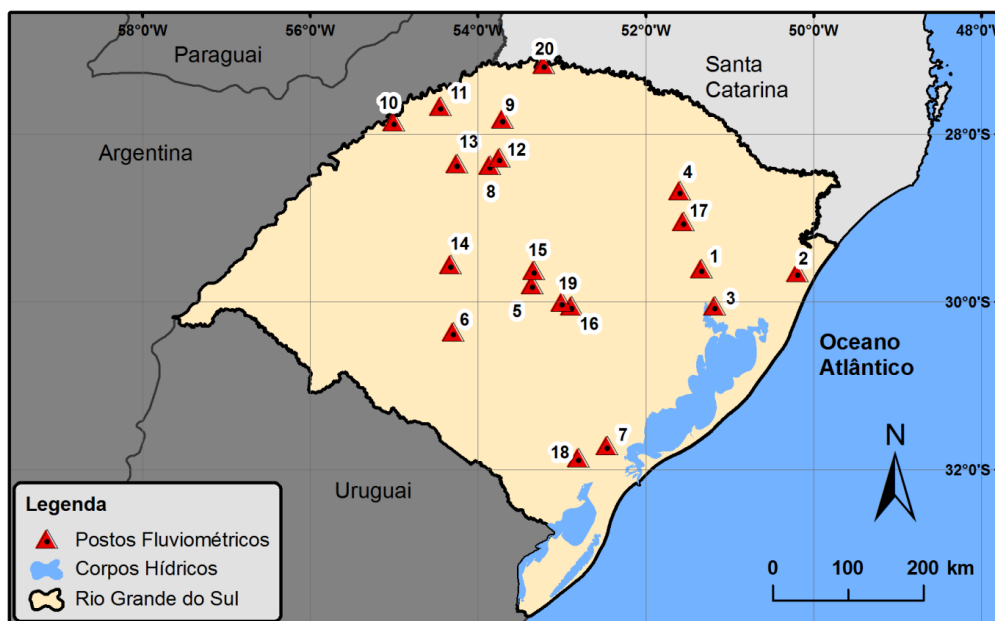 58°0'W 56°0'W 54°0'W 52°0'W 50°0'W 48°0'W
Paraguai
20
Santa
Catarina
10
11
9
28°0'S
Argentina
13
12
8
4
17
14
15
1
2
5
19
16
3
30°0'S
6
Oceano
Atlântico
7
18
N
32°0'S
Uruguai
Legenda
Postos Fluviométricos
Corpos Hídricos
Rio Grande do Sul
0 100 200 km